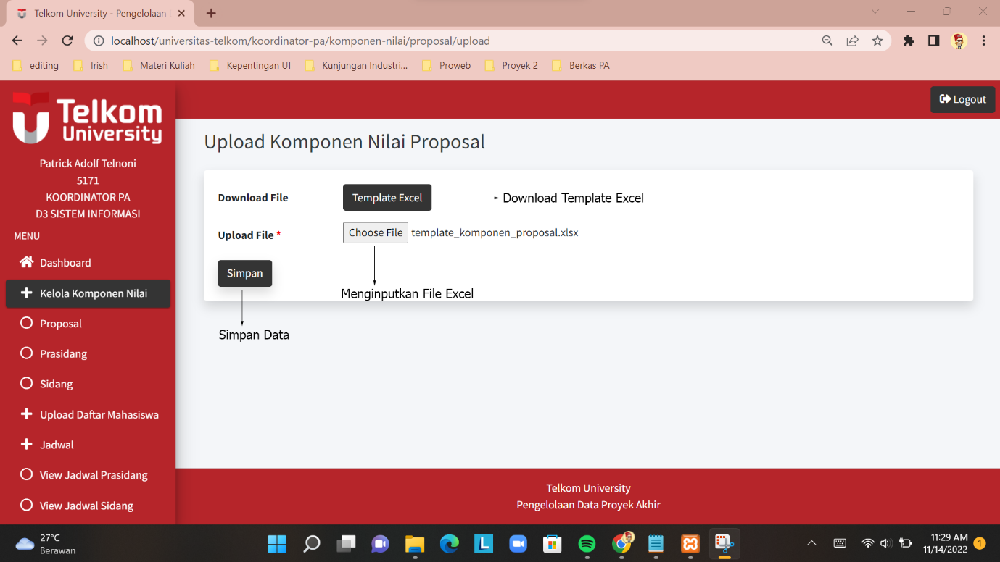 Telkom University - Pengelolaan
localhost/universitas-telkom/koordinator-pa/komponen-nilai/proposal/upload
editing Irish Materi Kuliah Kepentingan UI Kunjungan Industri... Proweb Proyek 2 Berkas PA
Telkom
University
Logout
Patrick Adolf Telnoni
5171
KOORDINATOR PA
D3 SISTEM INFORMASI
MENU
Dashboard
Kelola Komponen Nilai
Proposal
Prasidang
Sidang
Upload Daftar Mahasiswa
Jadwal
View Jadwal Prasidang
View Jadwal Sidang
Upload Komponen Nilai Proposal
Download File Template Excel Download Template Excel
Upload File * Choose File template_komponen_proposal.xlsx
Simpan
Menginputkan File Excel
Simpan Data
Telkom University
Pengelolaan Data Proyek Akhir
27°C
Berawan
L
11:29 AM
11/14/2022
1